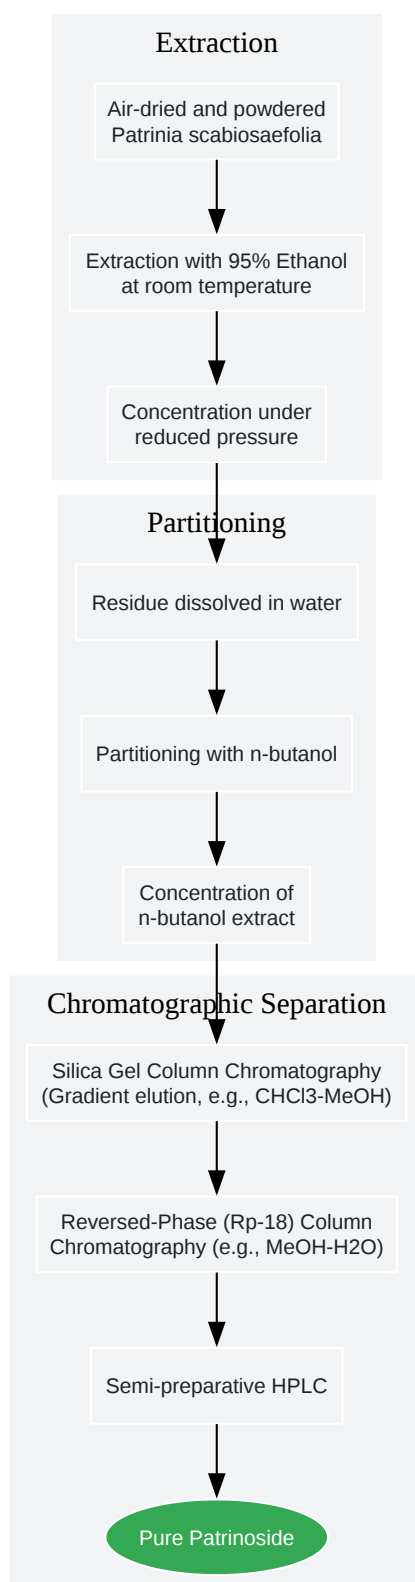 Extraction
Air-dried and powdered
Patrinia scabiosaefolia
Extraction with 95% Ethanol
at room temperature
Concentration under
reduced pressure
Partitioning
Residue dissolved in water
Partitioning with n-butanol
Concentration of
n-butanol extract
Chromatographic Separation
Silica Gel Column Chromatography
(Gradient elution, e.g., CHCl3-MeOH)
Reversed-Phase (Rp-18) Column
Chromatography (e.g., MeOH-H2O)
Semi-preparative HPLC
Pure Patrinoside